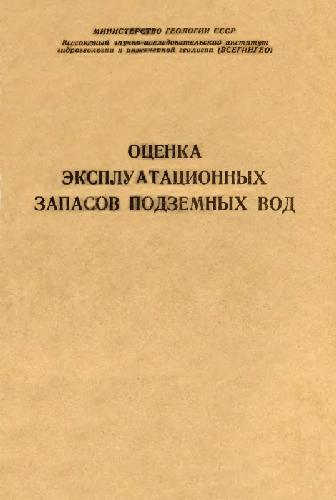 МИНИСТЕРСТВО ГЕОЛОГИИ СССР
Всесоюзный научно-исследовательский институт
гидрогеологии и инженерной геологии (ВСЕГИНГЕО)
ОЦЕНКА
ЭКСПЛУАТАЦИОННЫХ
ЗАПАСОВ ПОДЗЕМНЫХ ВОД